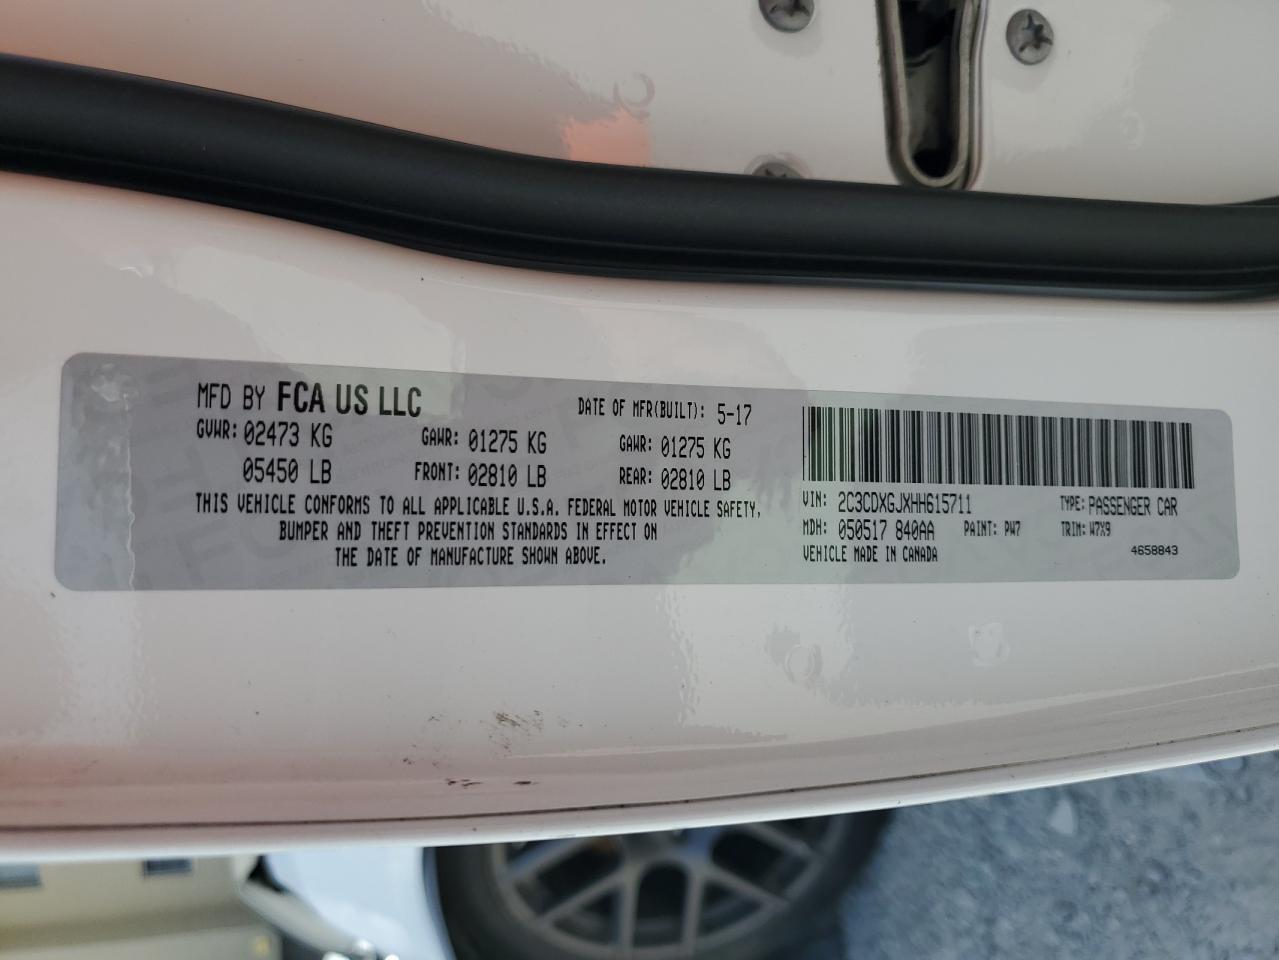 MFD BY FCA US LLC DATE OF MFR(BUILT): 5-17
GVWR: 02473 KG GAWR: 01275 KG GAWR: 01275 KG
05450 LB FRONT: 02810 LB REAR: 02810 LB
THIS VEHICLE CONFORMS TO ALL APPLICABLE U.S.A. FEDERAL MOTOR VEHICLE SAFETY,
BUMPER AND THEFT PREVENTION STANDARDS IN EFFECT ON
THE DATE OF MANUFACTURE SHOWN ABOVE.
VIN: 2C3CDXGJXHH615711 TYPE: PASSENGER CAR
MDH: 050517 840AA PAINT: PW7 TRIM: W7X9
VEHICLE MADE IN CANADA 4658843